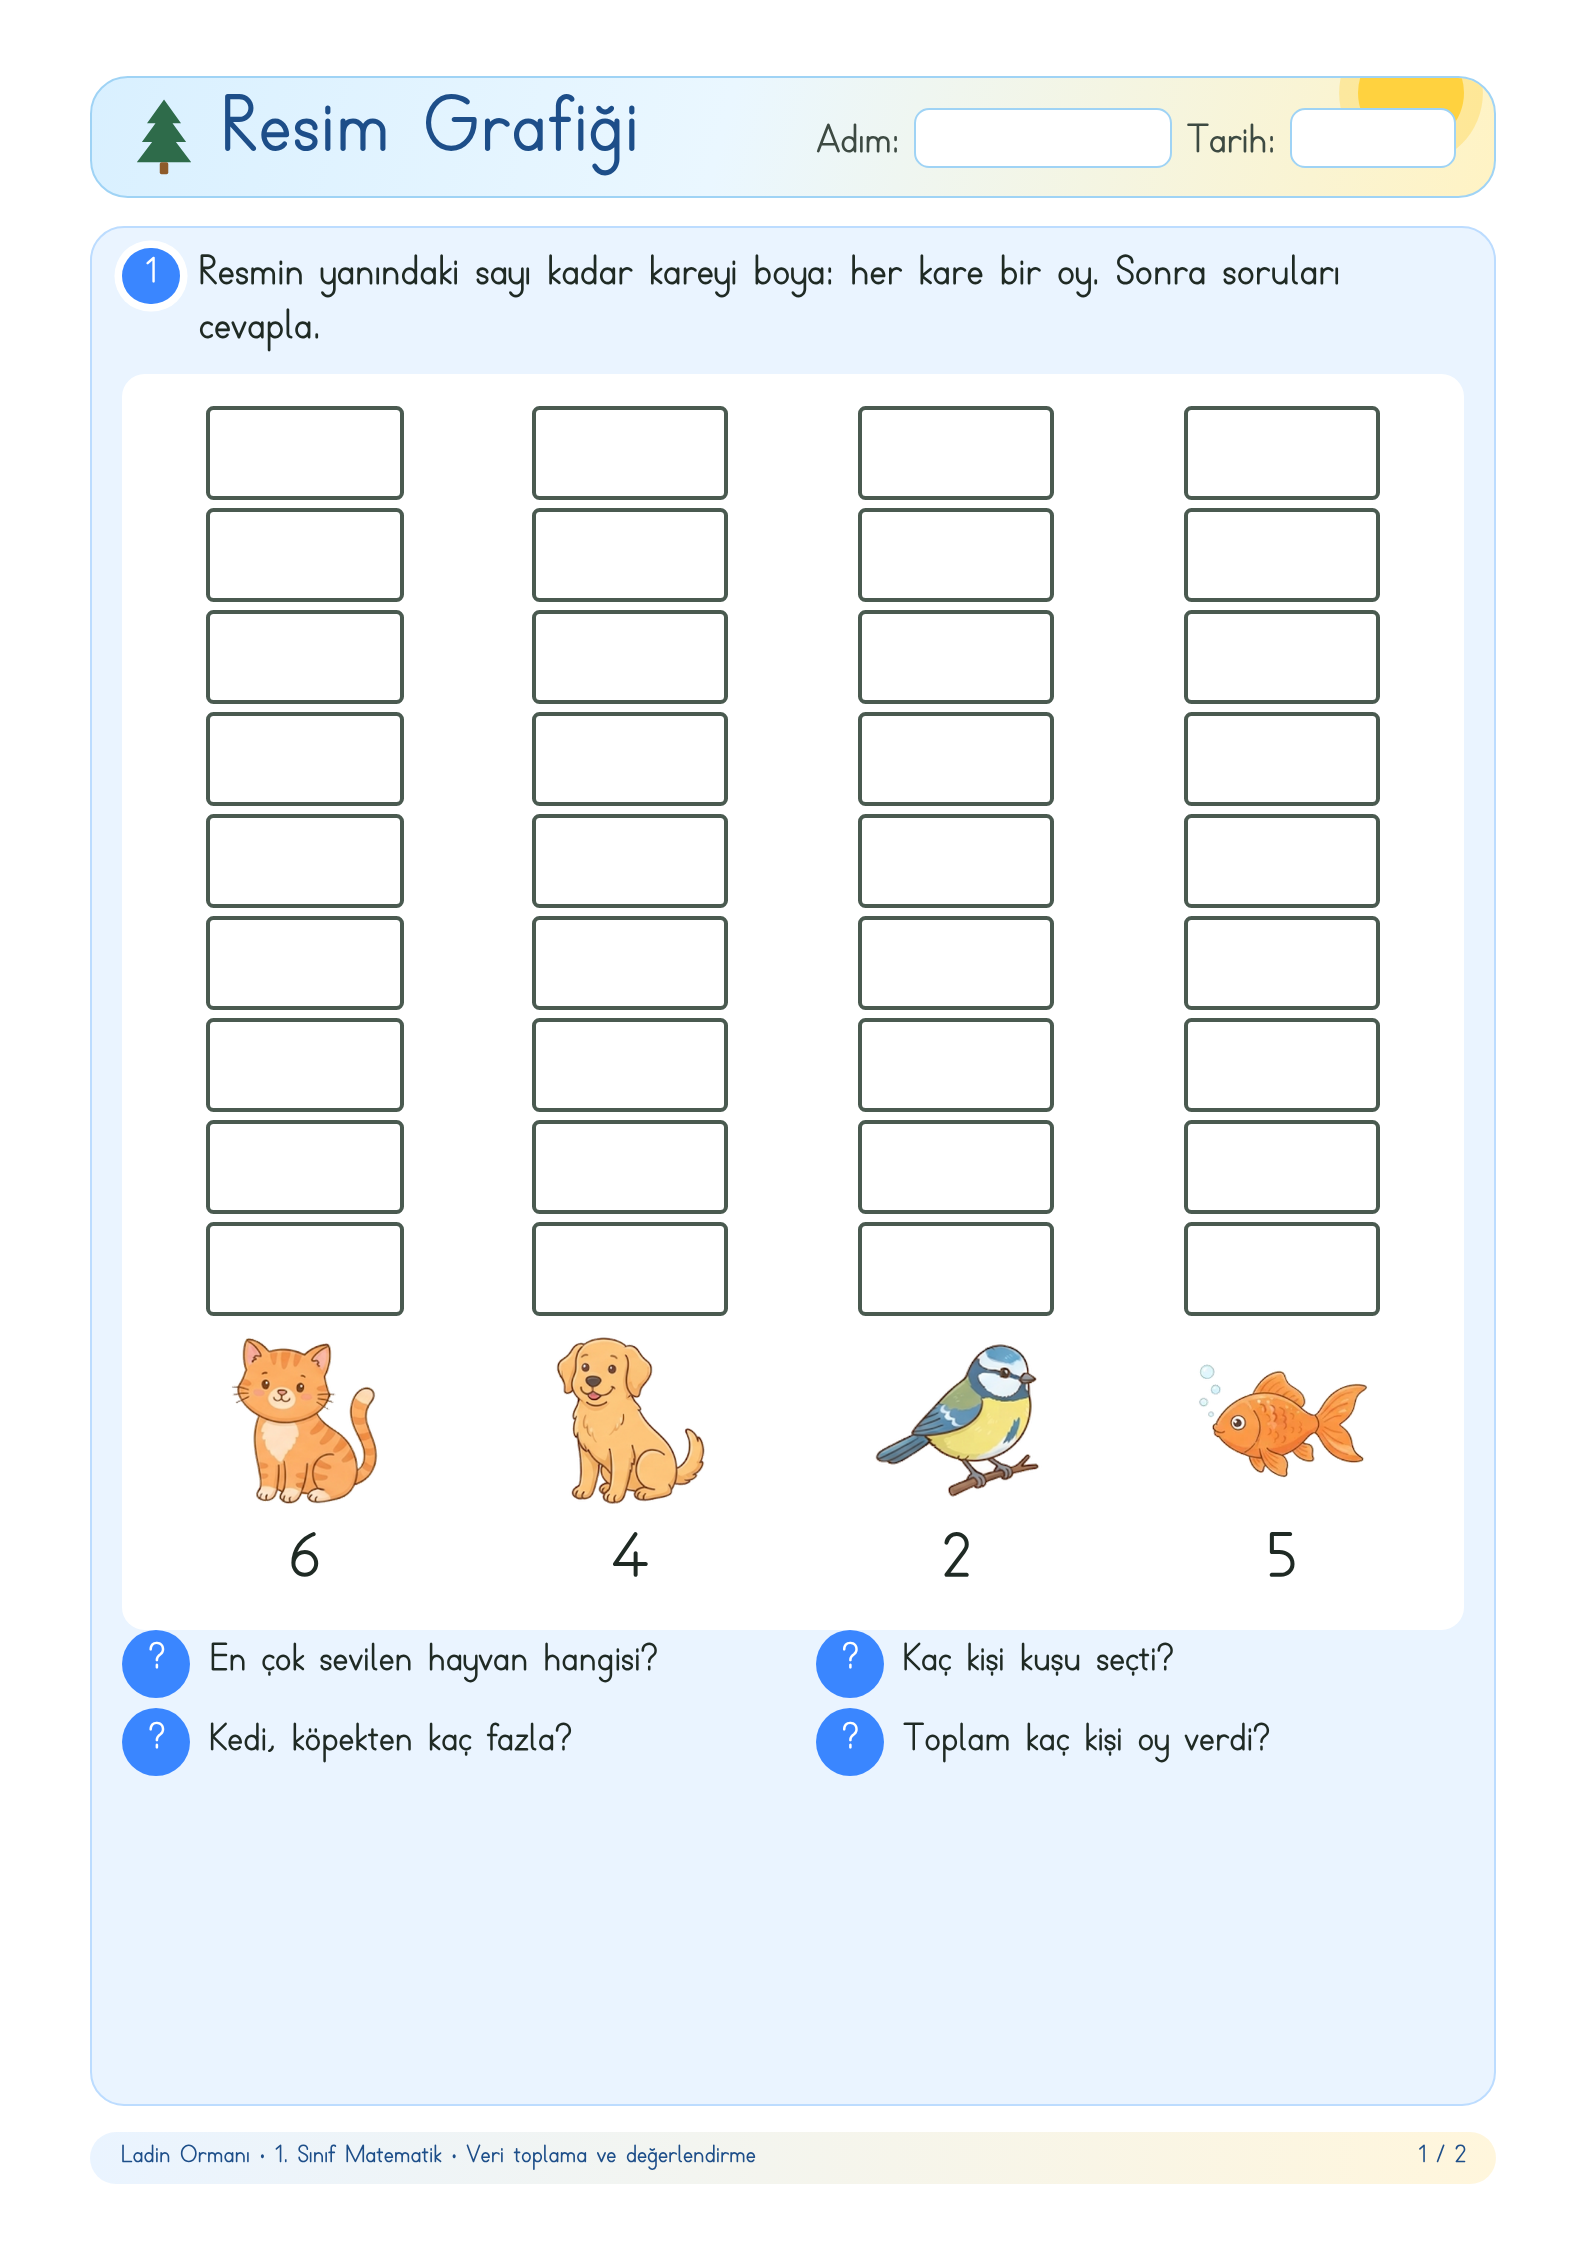 Resim Grafiği
Adım:
Tarih:
1
Resmin yanındaki sayı kadar kareyi boya: her kare bir oy. Sonra soruları
cevapla.
6
4
2
5
? En çok sevilen hayvan hangisi?
? Kaç kişi kuşu seçti?
? Kedi, köpekten kaç fazla?
? Toplam kaç kişi oy verdi?
Ladin Ormanı • 1. Sınıf Matematik • Veri toplama ve değerlendirme
1 / 2